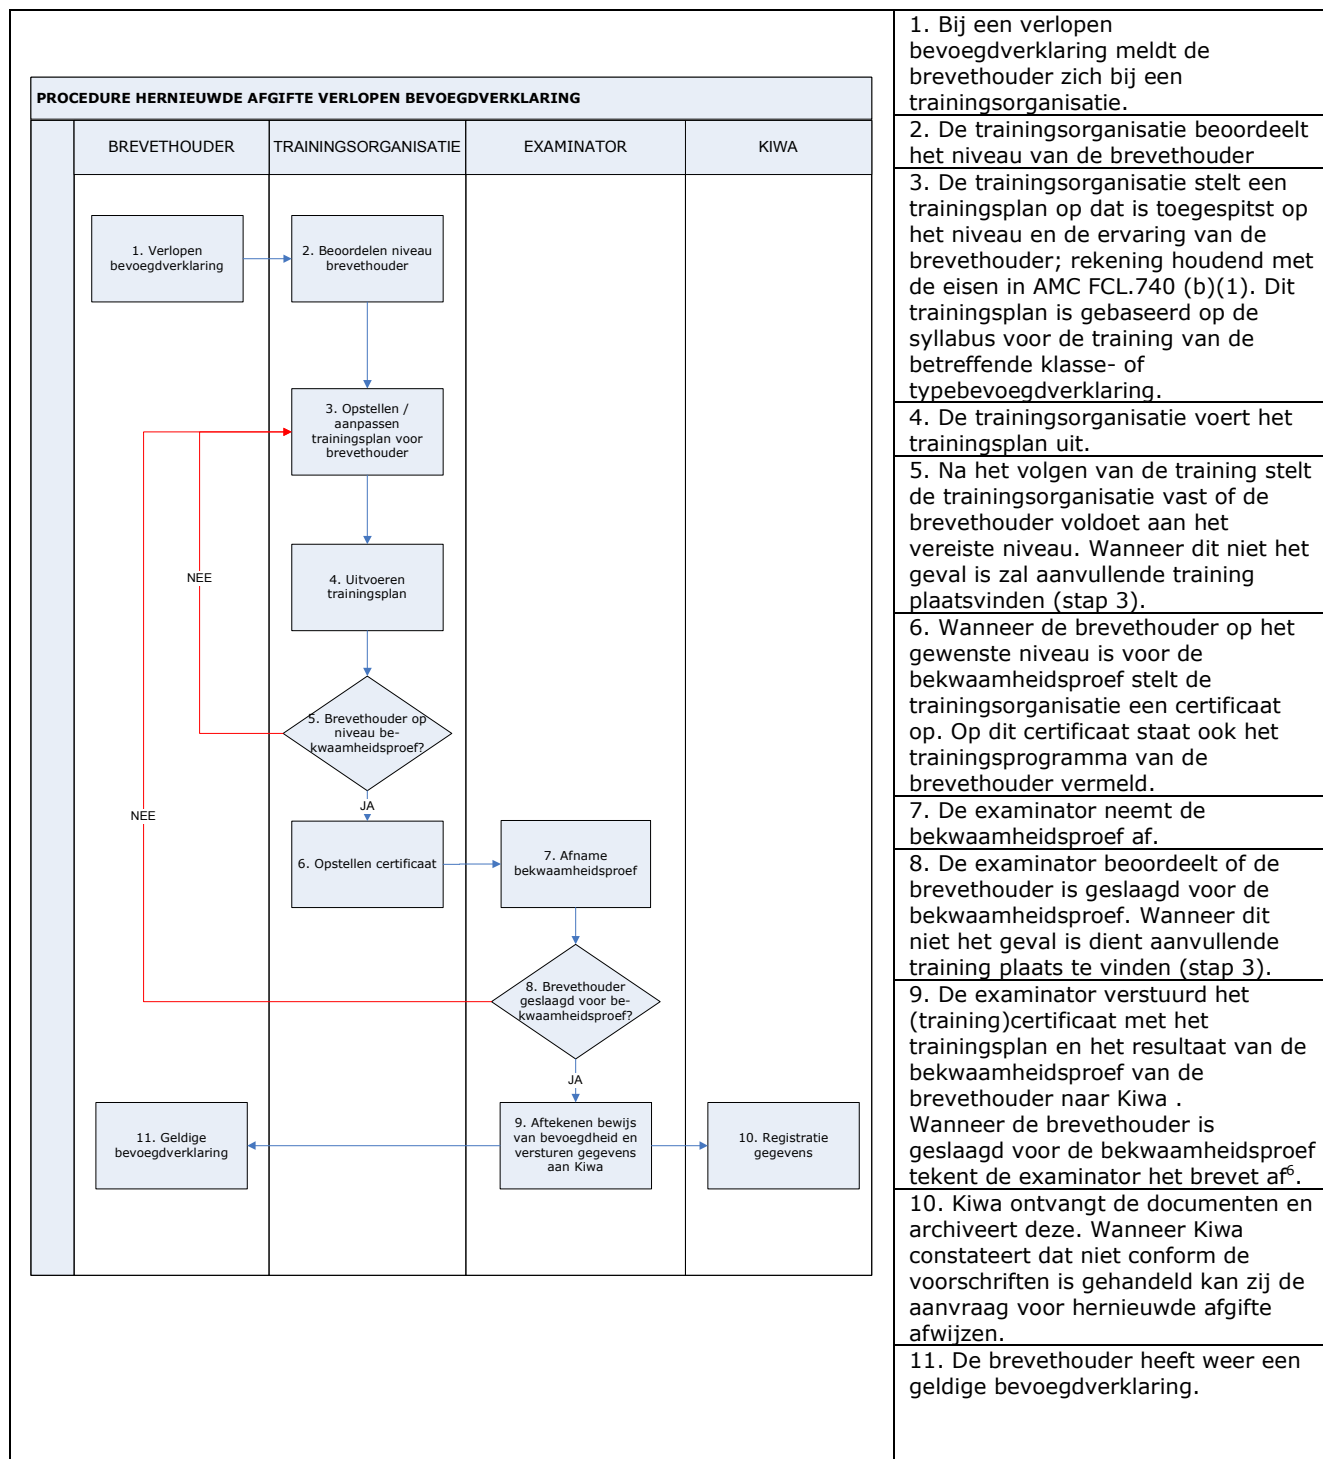 PROCEDURE HERNIEUWDE AFGIFTE VERLOPEN BEVOEGDVERKLARING
BREVETHOUDER
TRAININGSORGANISATIE
EXAMINATOR
KIWA
1. Verlopen
bevoegdverklaring
2. Beoordelen niveau
brevethouder
3. Opstellen /
aanpassen
trainingsplan voor
brevethouder
NEE
4. Uitvoeren
trainingsplan
5. Brevethouder op
niveau be-
kwaamheidsproef?
JA
NEE
6. Opstellen certificaat
7. Afname
bekwaamheidsproef
8. Brevethouder
geslaagd voor be-
kwaamheidsproef?
JA
11. Geldige
bevoegdverklaring
9. Aftekenen bewijs
van bevoegdheid en
versturen gegevens
aan Kiwa
10. Registratie
gegevens
1. Bij een verlopen
bevoegdverklaring meldt de
brevethouder zich bij een
trainingsorganisatie.
2. De trainingsorganisatie beoordeelt
het niveau van de brevethouder
3. De trainingsorganisatie stelt een
trainingsplan op dat is toegespitst op
het niveau en de ervaring van de
brevethouder; rekening houdend met
de eisen in AMC FCL.740 (b)(1). Dit
trainingsplan is gebaseerd op de
syllabus voor de training van de
betreffende klasse- of
typebevoegdverklaring.
4. De trainingsorganisatie voert het
trainingsplan uit.
5. Na het volgen van de training stelt
de trainingsorganisatie vast of de
brevethouder voldoet aan het
vereiste niveau. Wanneer dit niet het
geval is zal aanvullende training
plaatsvinden (stap 3).
6. Wanneer de brevethouder op het
gewenste niveau is voor de
bekwaamheidsproef stelt de
trainingsorganisatie een certificaat
op. Op dit certificaat staat ook het
trainingsprogramma van de
brevethouder vermeld.
7. De examinator neemt de
bekwaamheidsproef af.
8. De examinator beoordeelt of de
brevethouder is geslaagd voor de
bekwaamheidsproef. Wanneer dit
niet het geval is dient aanvullende
training plaats te vinden (stap 3).
9. De examinator verstuurd het
(training)certificaat met het
trainingsplan en het resultaat van de
bekwaamheidsproef van de
brevethouder naar Kiwa .
Wanneer de brevethouder is
geslaagd voor de bekwaamheidsproef
tekent de examinator het brevet af⁶.
10. Kiwa ontvangt de documenten en
archiveert deze. Wanneer Kiwa
constateert dat niet conform de
voorschriften is gehandeld kan zij de
aanvraag voor hernieuwde afgifte
afwijzen.
11. De brevethouder heeft weer een
geldige bevoegdverklaring.